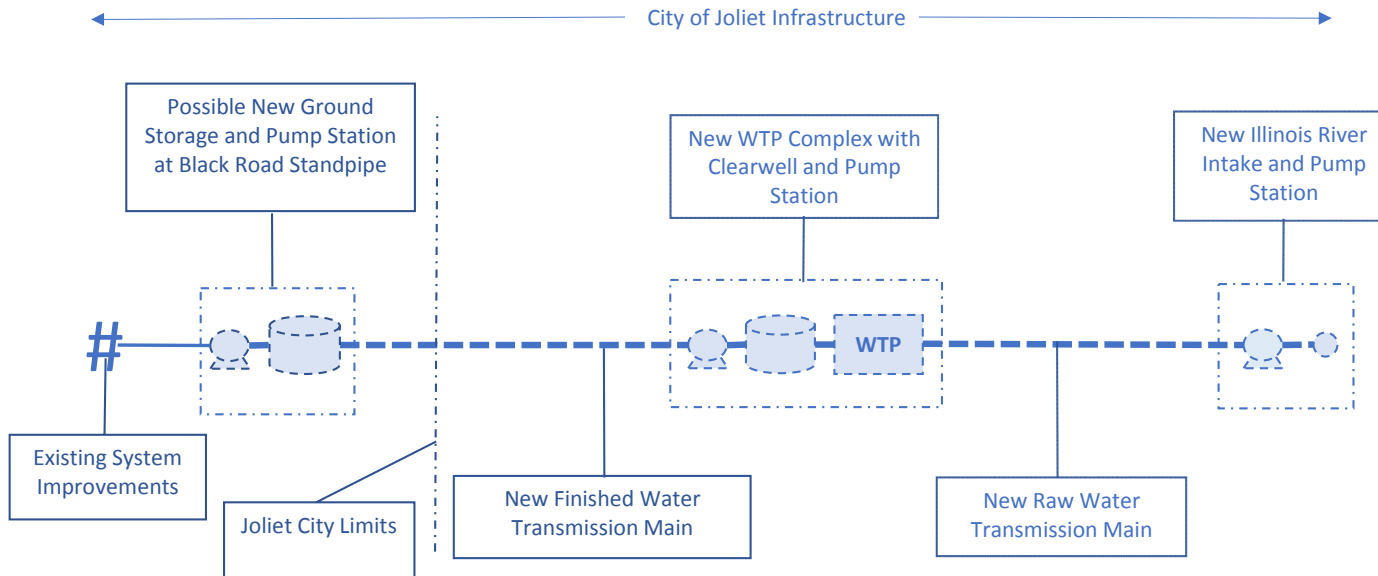 City of Joliet Infrastructure
Possible New Ground
Storage and Pump Station
at Black Road Standpipe
New WTP Complex with
Clearwell and Pump
Station
New Illinois River
Intake and Pump
Station
#
WTP
Existing System
Improvements
Joliet City Limits
New Finished Water
Transmission Main
New Raw Water
Transmission Main